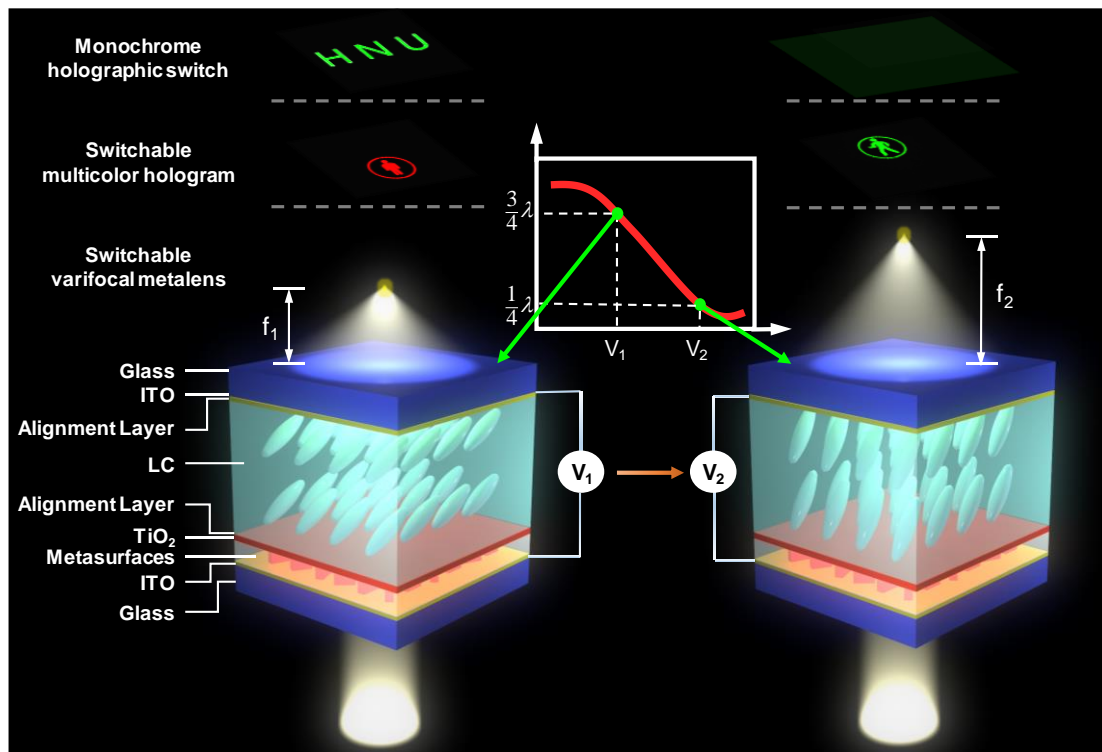 Monochrome
holographic switch
HNU
Switchable
multicolor hologram
Switchable
varifocal metalens
3/4 λ
1/4 λ
V₁
V₂
f₁
f₂
Glass
ITO
Alignment Layer
LC
Alignment Layer
TiO₂
Metasurfaces
ITO
Glass
V₁
V₂